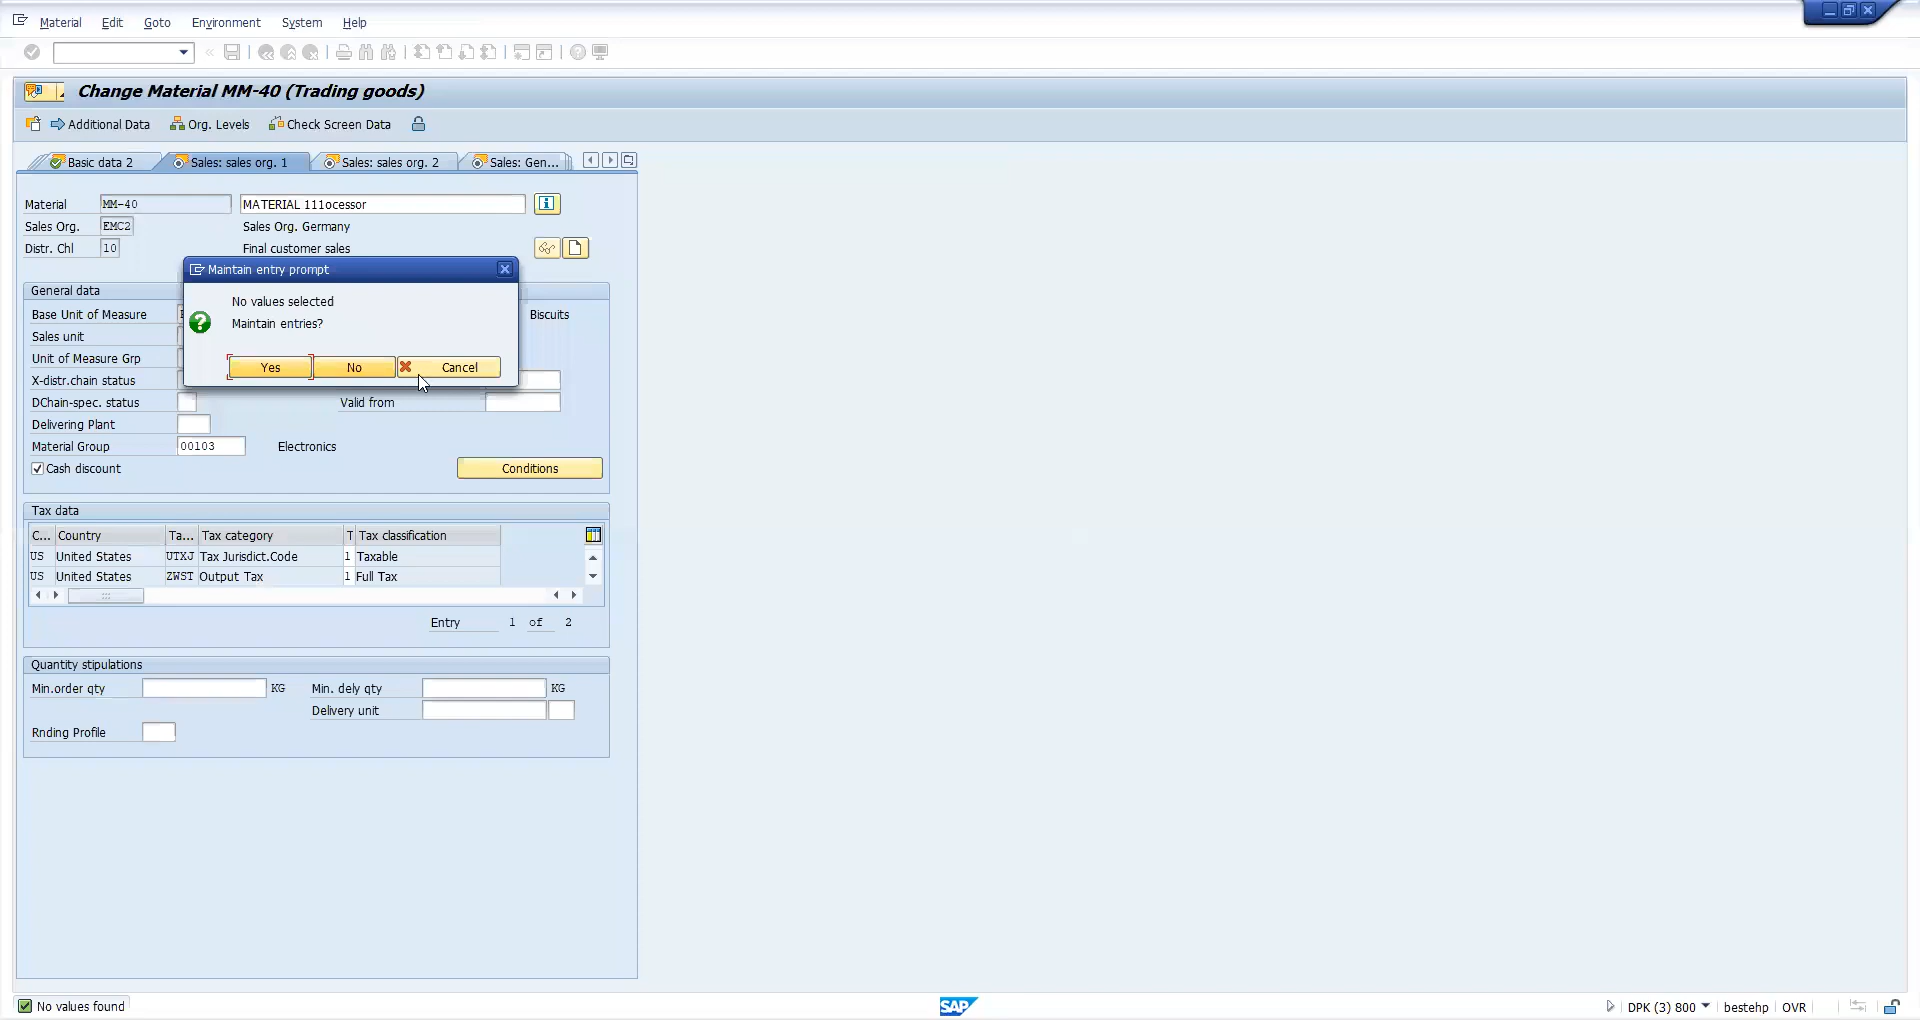 Material Edit Goto Environment System Help
Change Material MM-40 (Trading goods)
Additional Data Org. Levels Check Screen Data
Basic data 2 Sales: sales org. 1 Sales: sales org. 2 Sales: Gen...
Material MM-40 MATERIAL 111ocessor
Sales Org. EMC2 Sales Org. Germany
Distr. Chl 10 Final customer sales
Maintain entry prompt
No values selected
Maintain entries?
Yes No Cancel
General data
Base Unit of Measure Biscuits
Sales unit
Unit of Measure Grp
X-distr.chain status
DChain-spec. status Valid from
Delivering Plant
Material Group 00103 Electronics
Cash discount Conditions
Tax data
C... Country Ta... Tax category T Tax classification
US United States UTXJ Tax Jurisdict.Code 1 Taxable
US United States ZWST Output Tax 1 Full Tax
Entry 1 of 2
Quantity stipulations
Min.order qty KG Min. dely qty KG
Delivery unit
Rnding Profile
No values found SAP DPK (3) 800 bestehp OVR